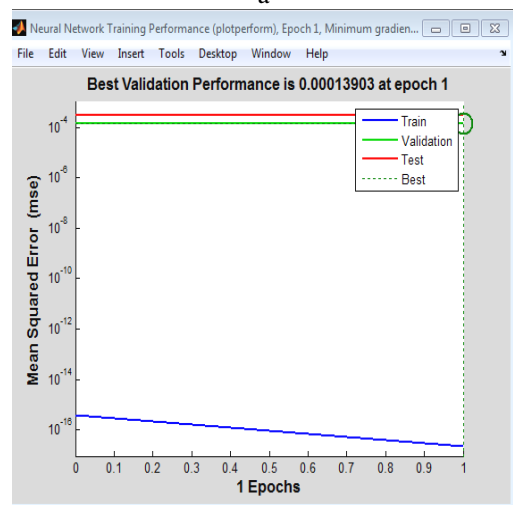 a
Neural Network Training Performance (plotperform), Epoch 1, Minimum gradien...
File Edit View Insert Tools Desktop Window Help
Best Validation Performance is 0.00013903 at epoch 1
Mean Squared Error (mse)
10^-4
10^-6
10^-8
10^-10
10^-12
10^-14
10^-16
Train
Validation
Test
Best
0 0.1 0.2 0.3 0.4 0.5 0.6 0.7 0.8 0.9 1
1 Epochs